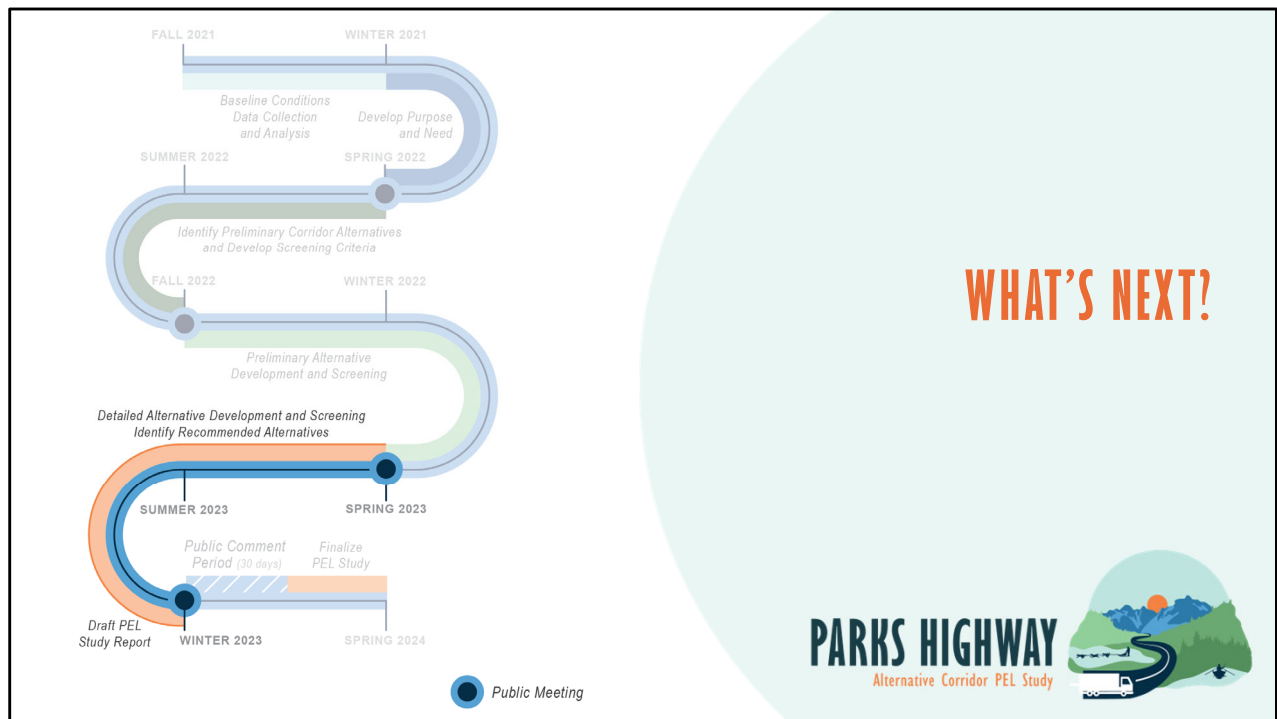 FALL 2021
WINTER 2021
Baseline Conditions
Data Collection
and Analysis
Develop Purpose
and Need
SUMMER 2022
SPRING 2022
Identify Preliminary Corridor Alternatives
and Develop Screening Criteria
FALL 2022
WINTER 2022
Preliminary Alternative
Development and Screening
Detailed Alternative Development and Screening
Identify Recommended Alternatives
SUMMER 2023
SPRING 2023
Public Comment
Period (30 days)
Finalize
PEL Study
Draft PEL
Study Report
WINTER 2023
SPRING 2024
Public Meeting
WHAT'S NEXT?
PARKS HIGHWAY
Alternative Corridor PEL Study